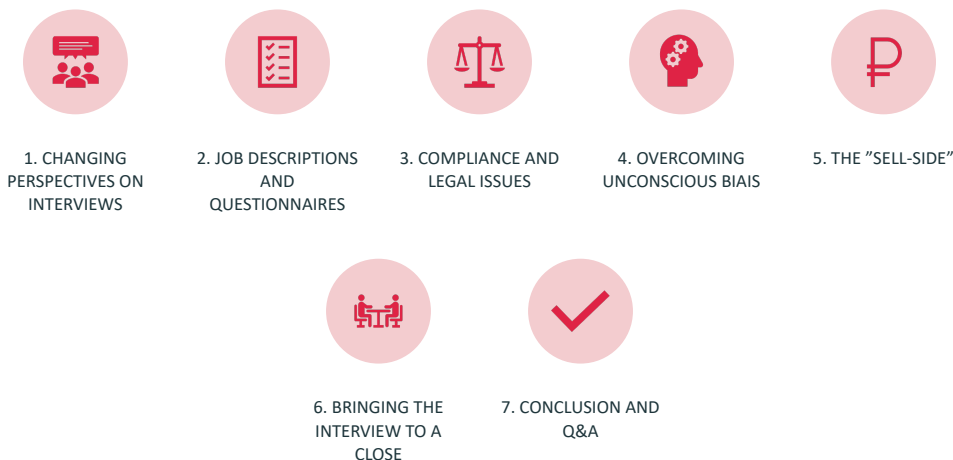 1. CHANGING
PERSPECTIVES ON
INTERVIEWS
2. JOB DESCRIPTIONS
AND
QUESTIONNAIRES
3. COMPLIANCE AND
LEGAL ISSUES
4. OVERCOMING
UNCONSCIOUS BIAIS
5. THE ”SELL-SIDE”
6. BRINGING THE
INTERVIEW TO A
CLOSE
7. CONCLUSION AND
Q&A